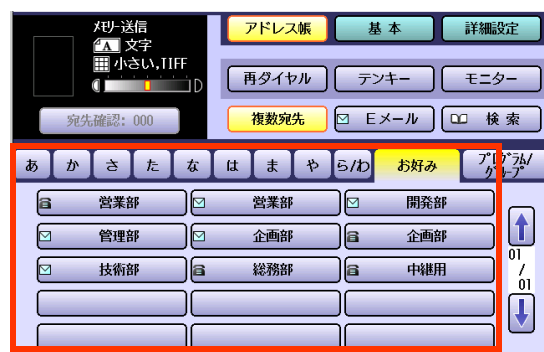 ﾒﾓﾘｰ送信
A 文字
小さい,TIFF
D
宛先確認: 000
アドレス帳 基本 詳細設定
再ダイヤル テンキー モニター
複数宛先 Eメール 検索
あ か さ た な は ま や ら/わ お好み ﾌﾟﾛｸﾞﾗﾑ/ｸﾞﾙｰﾌﾟ
営業部 営業部 開発部
管理部 企画部 企画部
技術部 総務部 中継用
01
/
01